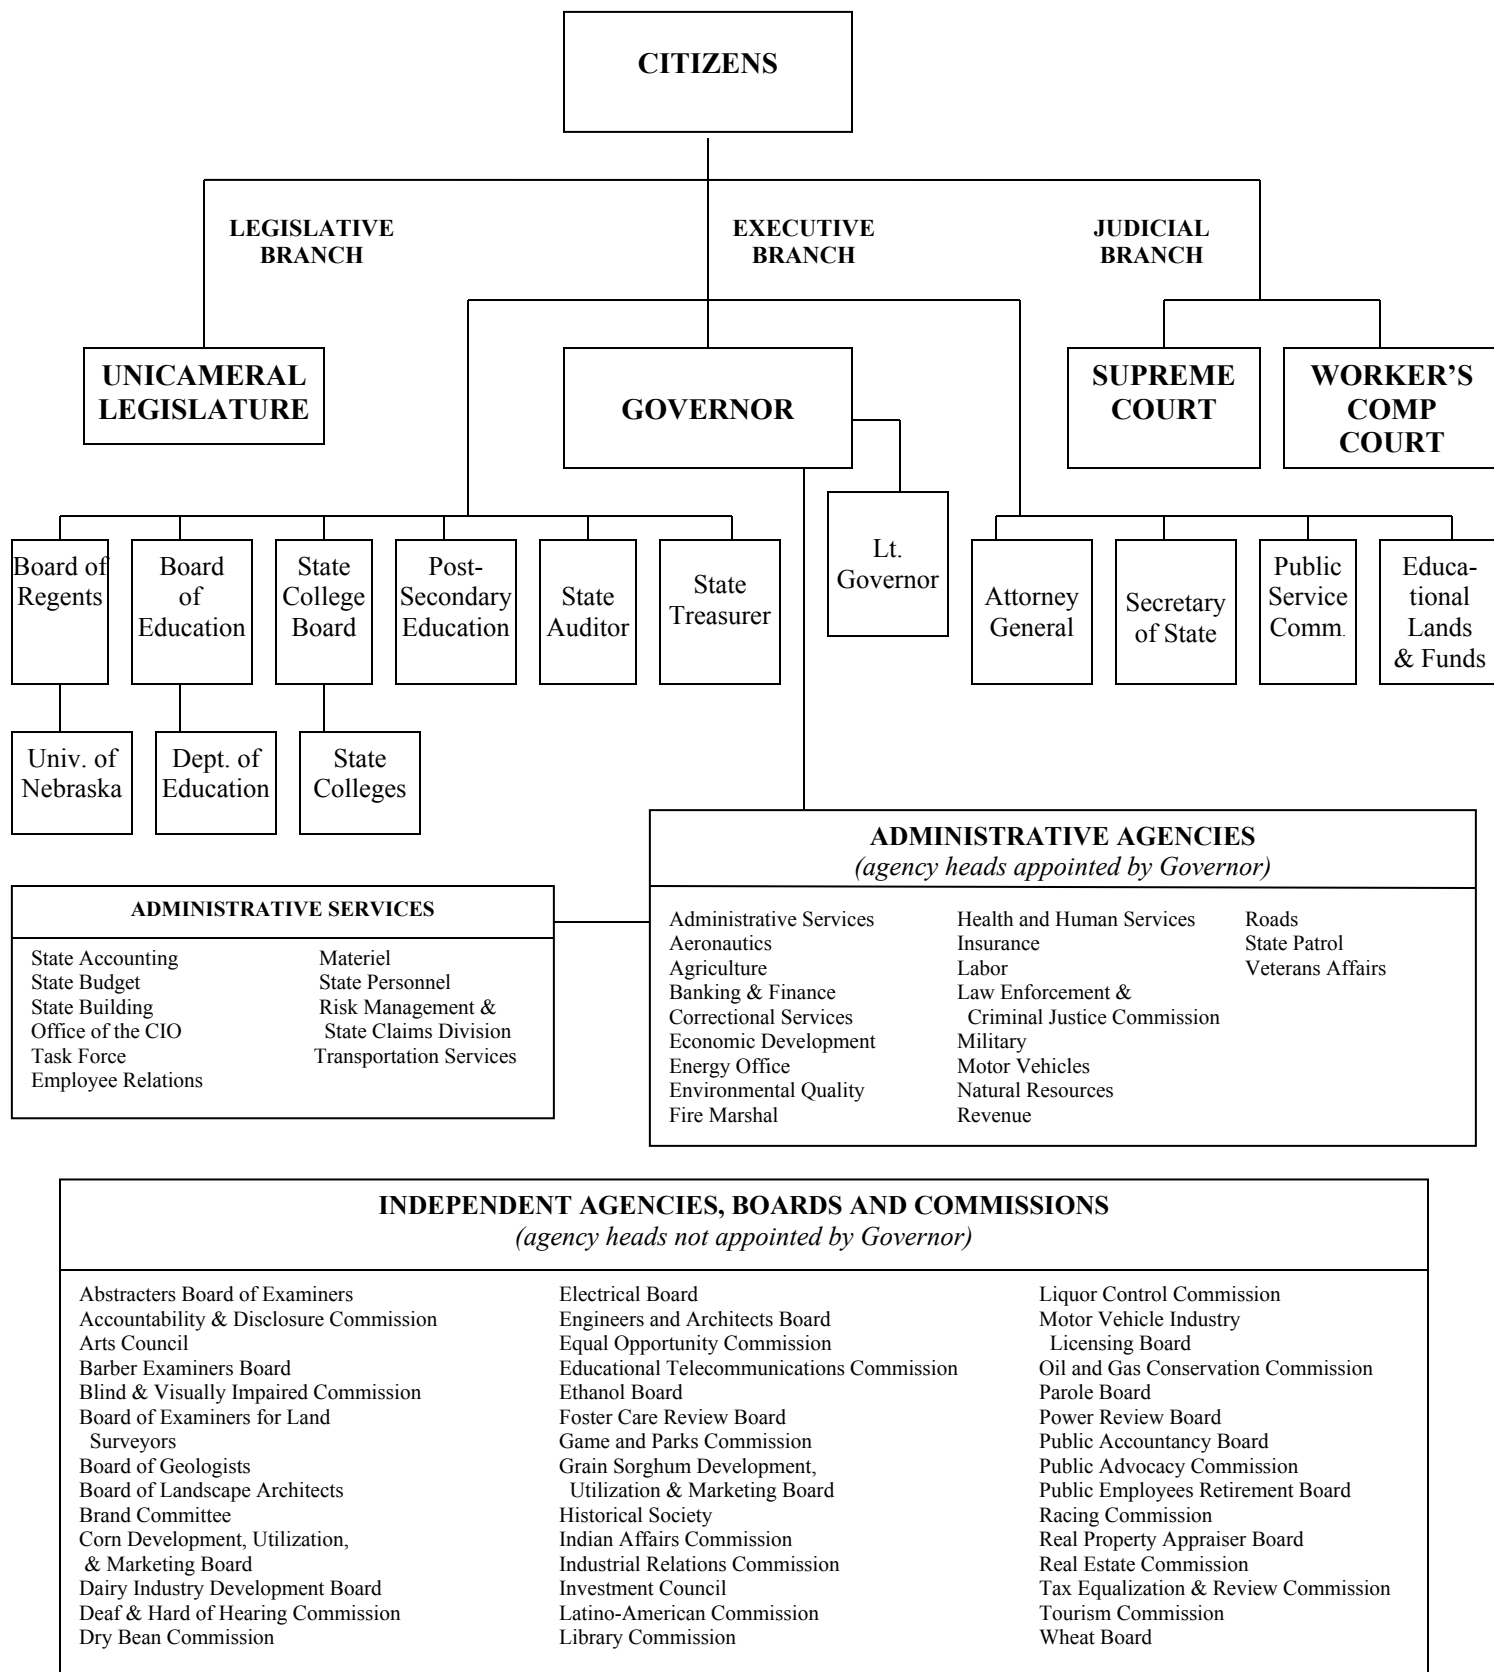 CITIZENS
LEGISLATIVE
BRANCH
EXECUTIVE
BRANCH
JUDICIAL
BRANCH
UNICAMERAL
LEGISLATURE
GOVERNOR
SUPREME
COURT
WORKER’S
COMP
COURT
Lt.
Governor
Board of
Regents
Board
of
Education
State
College
Board
Post-
Secondary
Education
State
Auditor
State
Treasurer
Attorney
General
Secretary
of State
Public
Service
Comm.
Educa-
tional
Lands
& Funds
Univ. of
Nebraska
Dept. of
Education
State
Colleges
ADMINISTRATIVE AGENCIES
(agency heads appointed by Governor)
Administrative Services
Aeronautics
Agriculture
Banking & Finance
Correctional Services
Economic Development
Energy Office
Environmental Quality
Fire Marshal
Health and Human Services
Insurance
Labor
Law Enforcement &
Criminal Justice Commission
Military
Motor Vehicles
Natural Resources
Revenue
Roads
State Patrol
Veterans Affairs
ADMINISTRATIVE SERVICES
State Accounting
State Budget
State Building
Office of the CIO
Task Force
Employee Relations
Materiel
State Personnel
Risk Management &
State Claims Division
Transportation Services
INDEPENDENT AGENCIES, BOARDS AND COMMISSIONS
(agency heads not appointed by Governor)
Abstracters Board of Examiners
Accountability & Disclosure Commission
Arts Council
Barber Examiners Board
Blind & Visually Impaired Commission
Board of Examiners for Land
Surveyors
Board of Geologists
Board of Landscape Architects
Brand Committee
Corn Development, Utilization,
& Marketing Board
Dairy Industry Development Board
Deaf & Hard of Hearing Commission
Dry Bean Commission
Electrical Board
Engineers and Architects Board
Equal Opportunity Commission
Educational Telecommunications Commission
Ethanol Board
Foster Care Review Board
Game and Parks Commission
Grain Sorghum Development,
Utilization & Marketing Board
Historical Society
Indian Affairs Commission
Industrial Relations Commission
Investment Council
Latino-American Commission
Library Commission
Liquor Control Commission
Motor Vehicle Industry
Licensing Board
Oil and Gas Conservation Commission
Parole Board
Power Review Board
Public Accountancy Board
Public Advocacy Commission
Public Employees Retirement Board
Racing Commission
Real Property Appraiser Board
Real Estate Commission
Tax Equalization & Review Commission
Tourism Commission
Wheat Board